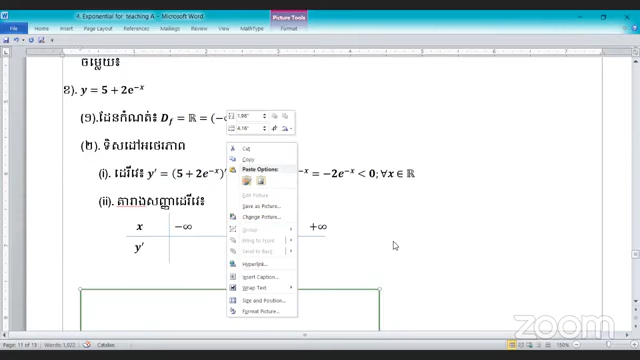 4. Exponential for teaching A - Microsoft Word
Picture Tools
File Home Insert Page Layout References Mailings Review View MathType Format
ចម្លើយ៖
ខ). y = 5 + 2e⁻ˣ
(១).ដែនកំណត់៖ D_f = ℝ = (−∞
1.98"
4.16"
(២). ទិសដៅអថេរភាព
(i). ដេរីវេ៖ y′ = (5 + 2e⁻ˣ)′ ⁻ˣ = −2e⁻ˣ < 0; ∀x ∈ ℝ
(ii). តារាងសញ្ញាដេរីវេ៖
x −∞ +∞
y′
Cut
Copy
Paste Options:
Edit Picture
Save as Picture...
Change Picture...
Group
Bring to Front
Send to Back
Hyperlink...
Insert Caption...
Wrap Text
Size and Position...
Format Picture...
zoom
Page: 11 of 13 Words: 1,022 Catalan 150%